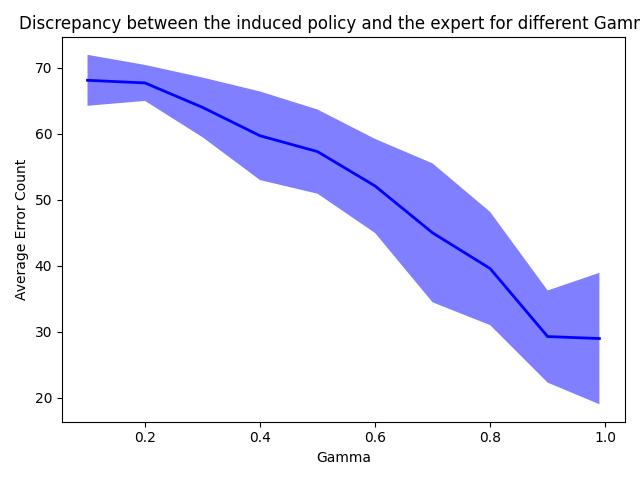 Discrepancy between the induced policy and the expert for different Gamm
70
60
50
40
30
20
Average Error Count
0.2 0.4 0.6 0.8 1.0
Gamma